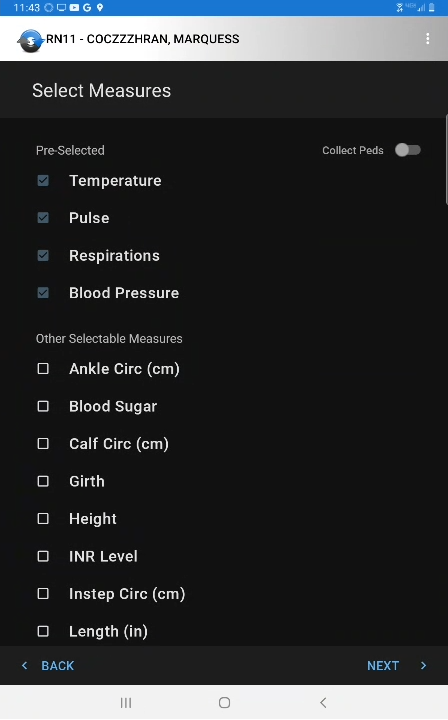 11:43
RN11 - COCZZZHRAN, MARQUESS
Select Measures
Pre-Selected
Collect Peds
Temperature
Pulse
Respirations
Blood Pressure
Other Selectable Measures
Ankle Circ (cm)
Blood Sugar
Calf Circ (cm)
Girth
Height
INR Level
Instep Circ (cm)
Length (in)
BACK
NEXT